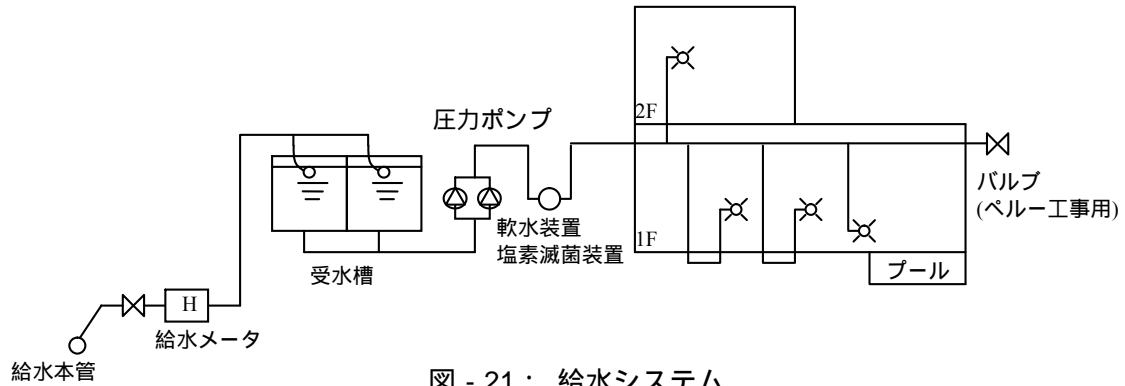 2F
圧力ポンプ
バルブ
(ペルー工事用)
軟水装置
塩素滅菌装置
1F
プール
受水槽
H
給水メータ
給水本管
図 - 21 : 給水システム